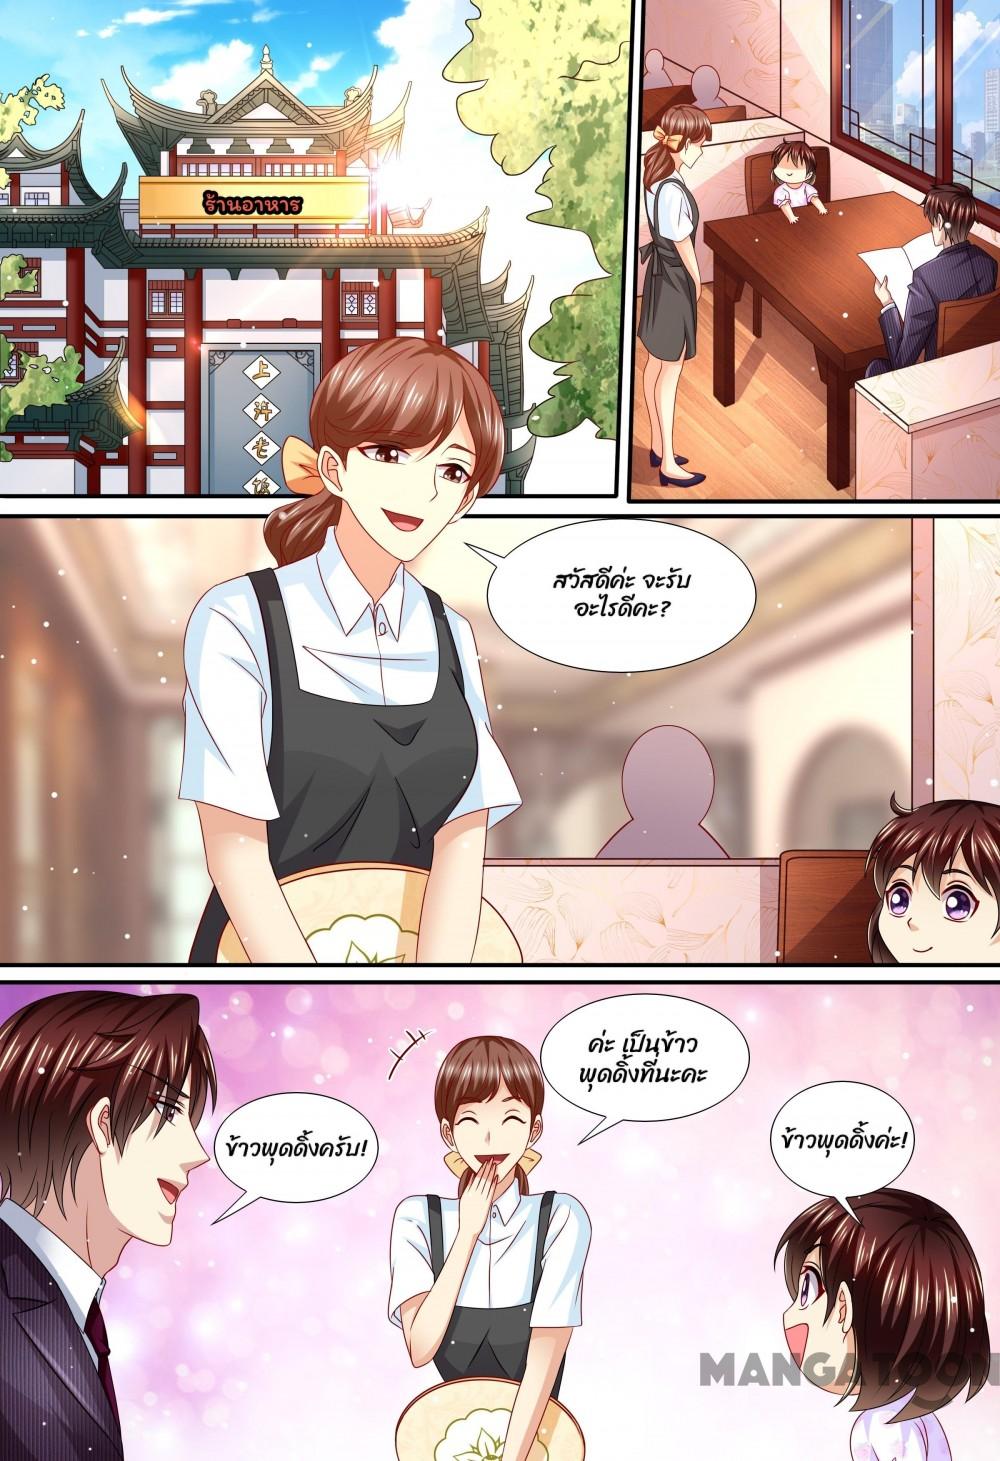 ร้านอาหาร
上
海
老
饭
สวัสดีค่ะ จะรับ
อะไรดีคะ?
ข้าวพุดดิ้งครับ!
ค่ะ เป็นข้าว
พุดดิ้งที่นะคะ
ข้าวพุดดิ้งค่ะ!
MANGATOON